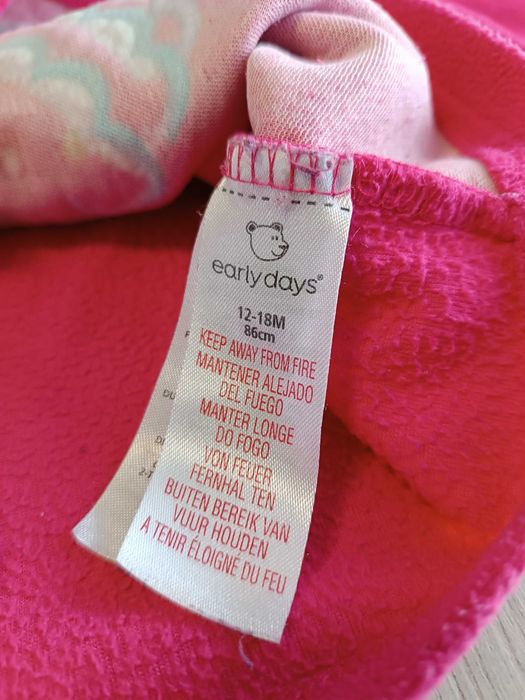 early days®
12-18M
86cm
KEEP AWAY FROM FIRE
MANTENER ALEJADO
DEL FUEGO
MANTER LONGE
DO FOGO
VON FEUER
FERNHAL TEN
BUITEN BEREIK VAN
VUUR HOUDEN
A TENIR ÉLOIGNE DU FEU